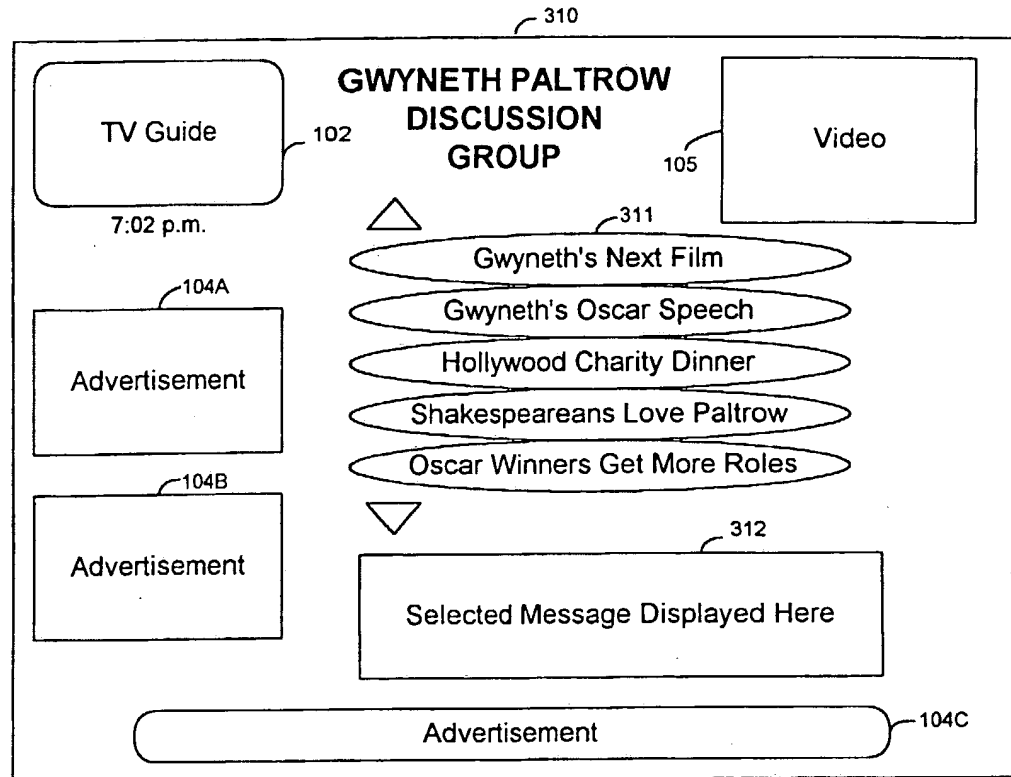 310
TV Guide
102
7:02 p.m.
GWYNETH PALTROW
DISCUSSION
GROUP
105
Video
311
Gwyneth's Next Film
Gwyneth's Oscar Speech
Hollywood Charity Dinner
Shakespeareans Love Paltrow
Oscar Winners Get More Roles
104A
Advertisement
104B
Advertisement
312
Selected Message Displayed Here
Advertisement
104C